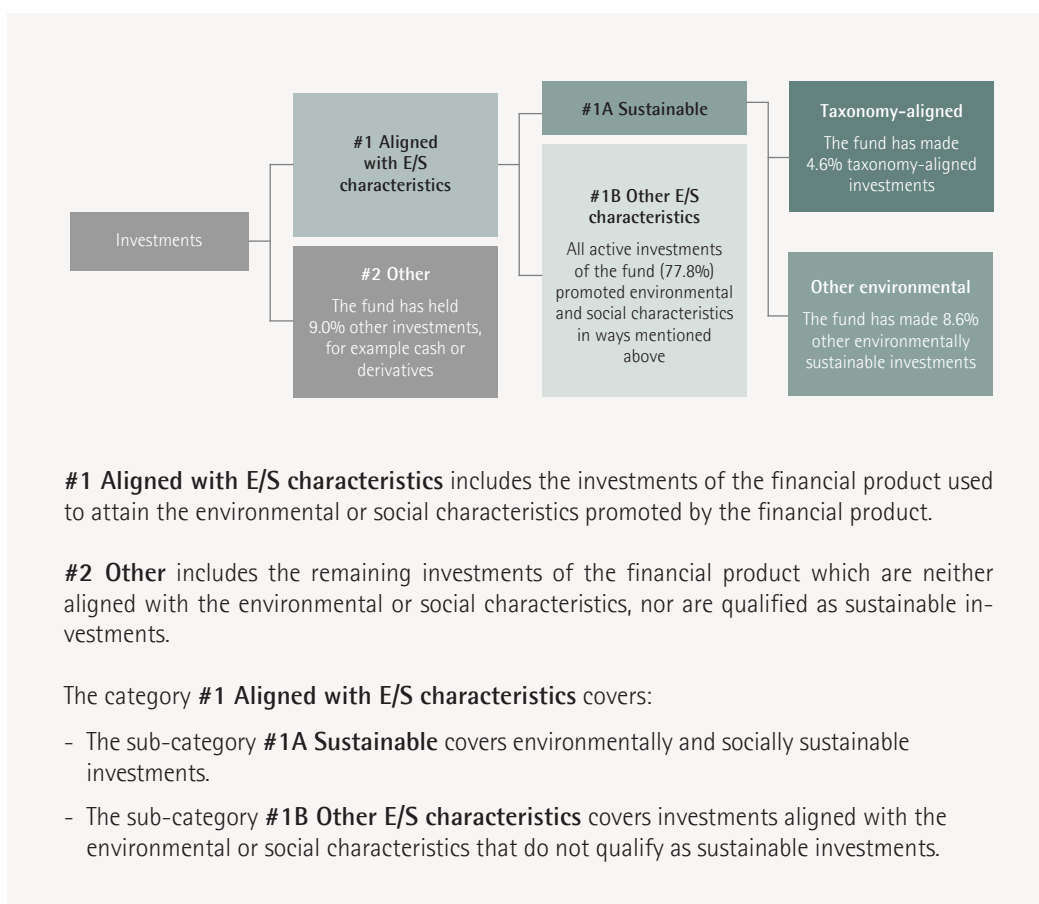 Investments
#1 Aligned
with E/S
characteristics
#2 Other
The fund has held
9.0% other investments,
for example cash or
derivatives
#1A Sustainable
#1B Other E/S
characteristics
All active investments
of the fund (77.8%)
promoted environmental
and social characteristics
in ways mentioned
above
Taxonomy-aligned
The fund has made
4.6% taxonomy-aligned
investments
Other environmental
The fund has made 8.6%
other environmentally
sustainable investments
#1 Aligned with E/S characteristics includes the investments of the financial product used
to attain the environmental or social characteristics promoted by the financial product.
#2 Other includes the remaining investments of the financial product which are neither
aligned with the environmental or social characteristics, nor are qualified as sustainable in-
vestments.
The category #1 Aligned with E/S characteristics covers:
- The sub-category #1A Sustainable covers environmentally and socially sustainable
investments.
- The sub-category #1B Other E/S characteristics covers investments aligned with the
environmental or social characteristics that do not qualify as sustainable investments.